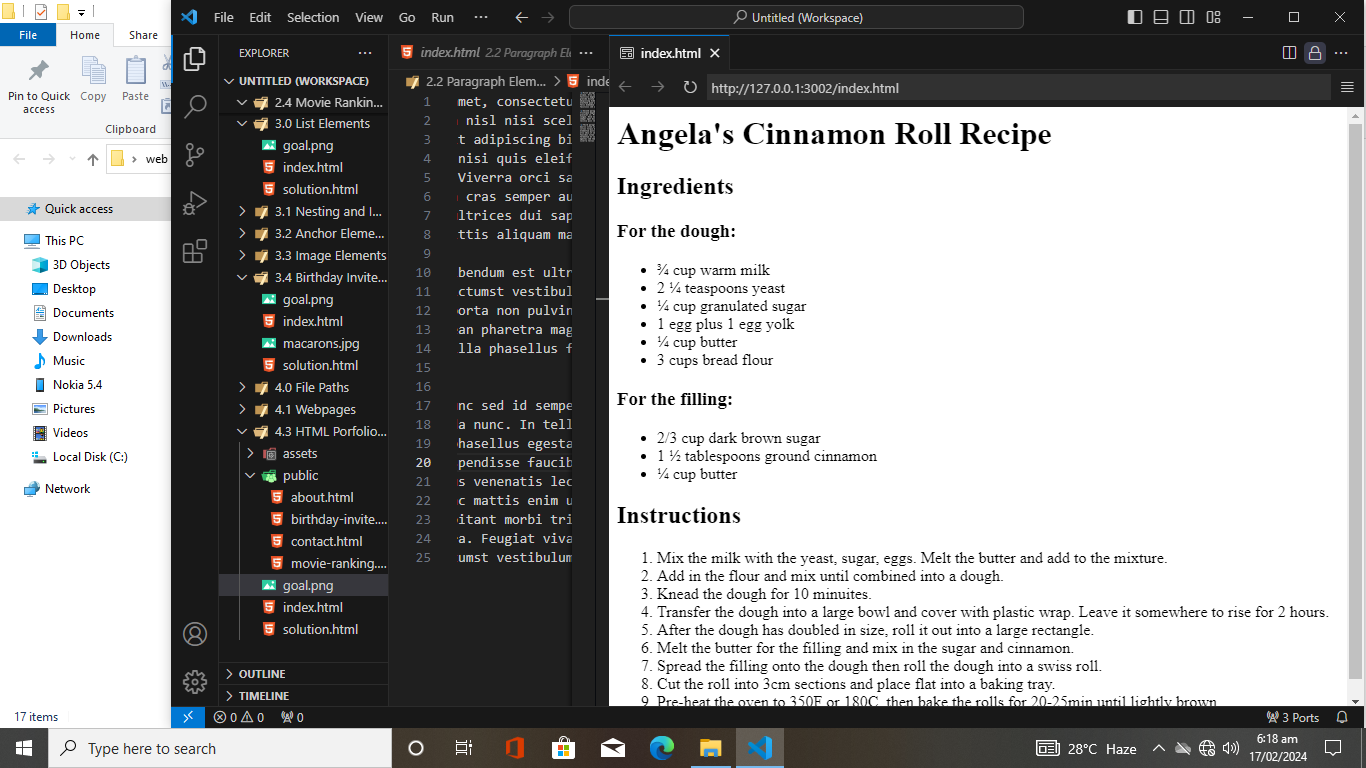 File
Home
Share
Pin to Quick access
Copy
Paste
Clipboard
web
Quick access
This PC
3D Objects
Desktop
Documents
Downloads
Music
Nokia 5.4
Pictures
Videos
Local Disk (C:)
Network
17 items
File Edit Selection View Go Run ...
Untitled (Workspace)
EXPLORER ...
UNTITLED (WORKSPACE)
2.4 Movie Rankin...
3.0 List Elements
goal.png
index.html
solution.html
3.1 Nesting and I...
3.2 Anchor Eleme...
3.3 Image Elements
3.4 Birthday Invite...
goal.png
index.html
macarons.jpg
solution.html
4.0 File Paths
4.1 Webpages
4.3 HTML Porfolio...
assets
public
about.html
birthday-invite....
contact.html
movie-ranking....
goal.png
index.html
solution.html
OUTLINE
TIMELINE
index.html 2.2 Paragraph El
2.2 Paragraph Elem... > inde
1 met, consectetu
2 nisl nisi scel
3 t adipiscing bi
4 nisi quis eleif
5 Viverra orci sa
6 cras semper au
7 ltrices dui sap
8 ttis aliquam ma
9
10 bendum est ultr
11 ctumst vestibul
12 porta non pulvin
13 an pharetra mag
14 lla phasellus f
15
16
17 nc sed id sempe
18 a nunc. In tell
19 phasellus egesta
20 pendisse faucib
21 s venenatis lec
22 c mattis enim u
23 bitant morbi tri
24 a. Feugiat viva
25 umst vestibulum
index.html
http://127.0.0.1:3002/index.html
Angela's Cinnamon Roll Recipe
Ingredients
For the dough:
• ¾ cup warm milk
• 2 ¼ teaspoons yeast
• ¼ cup granulated sugar
• 1 egg plus 1 egg yolk
• ¼ cup butter
• 3 cups bread flour
For the filling:
• 2/3 cup dark brown sugar
• 1 ½ tablespoons ground cinnamon
• ¼ cup butter
Instructions
1. Mix the milk with the yeast, sugar, eggs. Melt the butter and add to the mixture.
2. Add in the flour and mix until combined into a dough.
3. Knead the dough for 10 minuites.
4. Transfer the dough into a large bowl and cover with plastic wrap. Leave it somewhere to rise for 2 hours.
5. After the dough has doubled in size, roll it out into a large rectangle.
6. Melt the butter for the filling and mix in the sugar and cinnamon.
7. Spread the filling onto the dough then roll the dough into a swiss roll.
8. Cut the roll into 3cm sections and place flat into a baking tray.
9. Pre-heat the oven to 350F or 180C, then bake the rolls for 20-25min until lightly brown
0 0 0
3 Ports
Type here to search
28°C Haze
6:18 am
17/02/2024